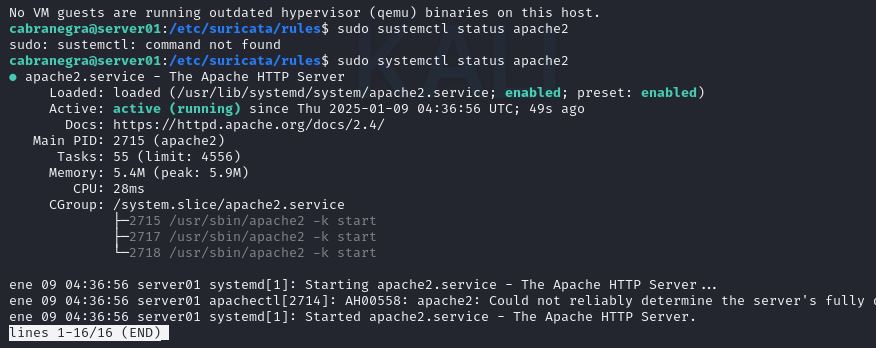 No VM guests are running outdated hypervisor (qemu) binaries on this host.
cabranegra@server01:/etc/suricata/rules$ sudo sustemctl status apache2
sudo: sustemctl: command not found
cabranegra@server01:/etc/suricata/rules$ sudo systemctl status apache2
● apache2.service - The Apache HTTP Server
     Loaded: loaded (/usr/lib/systemd/system/apache2.service; enabled; preset: enabled)
     Active: active (running) since Thu 2025-01-09 04:36:56 UTC; 49s ago
       Docs: https://httpd.apache.org/docs/2.4/
   Main PID: 2715 (apache2)
      Tasks: 55 (limit: 4556)
     Memory: 5.4M (peak: 5.9M)
        CPU: 28ms
     CGroup: /system.slice/apache2.service
             ├─2715 /usr/sbin/apache2 -k start
             ├─2717 /usr/sbin/apache2 -k start
             └─2718 /usr/sbin/apache2 -k start

ene 09 04:36:56 server01 systemd[1]: Starting apache2.service - The Apache HTTP Server...
ene 09 04:36:56 server01 apachectl[2714]: AH00558: apache2: Could not reliably determine the server's fully
ene 09 04:36:56 server01 systemd[1]: Started apache2.service - The Apache HTTP Server.
lines 1-16/16 (END)